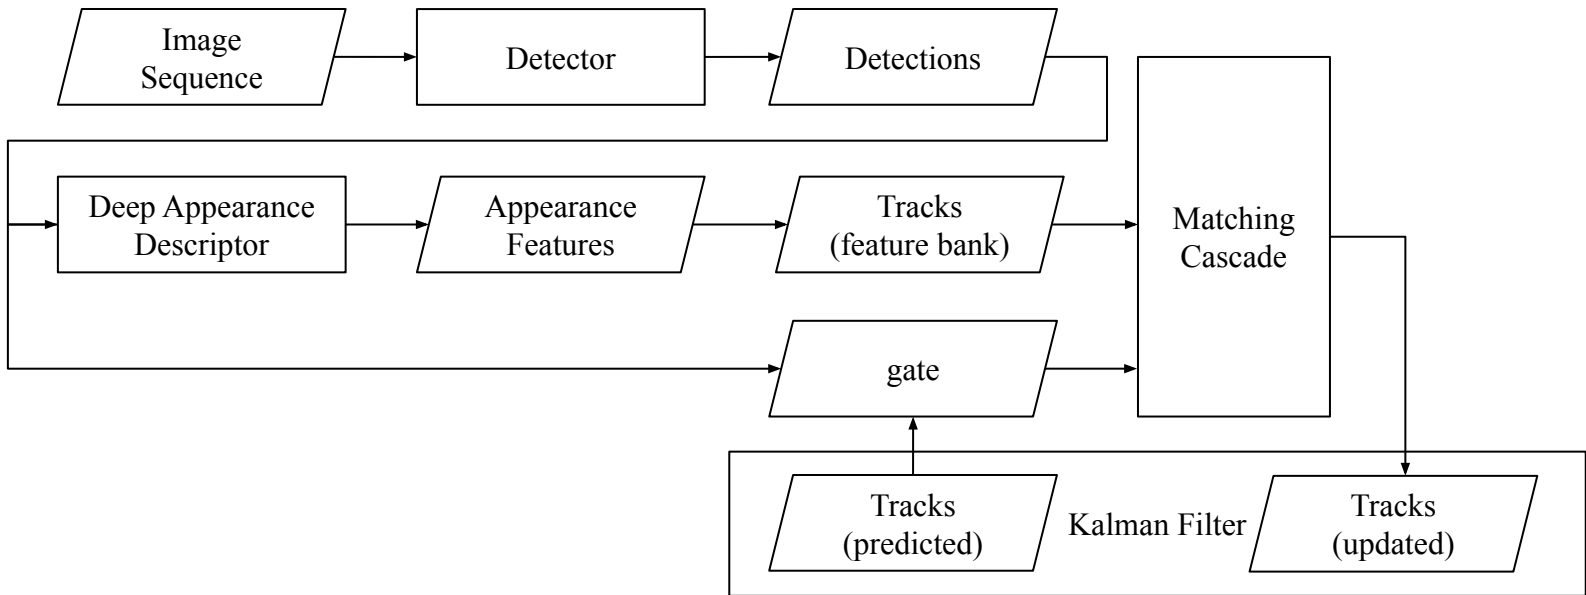 Image
Sequence
Detector
Detections
Deep Appearance
Descriptor
Appearance
Features
Tracks
(feature bank)
Matching
Cascade
gate
Tracks
(predicted)
Kalman Filter
Tracks
(updated)